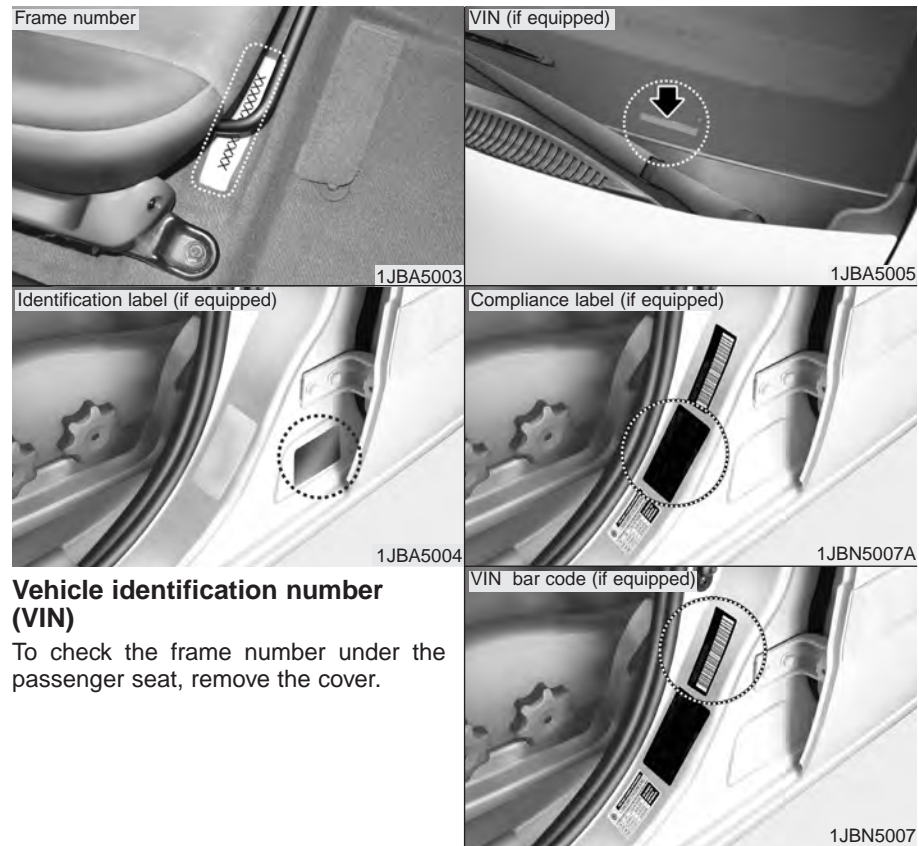 Frame number
XXXXXXXXXX
1JBA5003
VIN (if equipped)
1JBA5005
Identification label (if equipped)
1JBA5004
Compliance label (if equipped)
1JBN5007A
Vehicle identification number
(VIN)
To check the frame number under the
passenger seat, remove the cover.
VIN bar code (if equipped)
1JBN5007